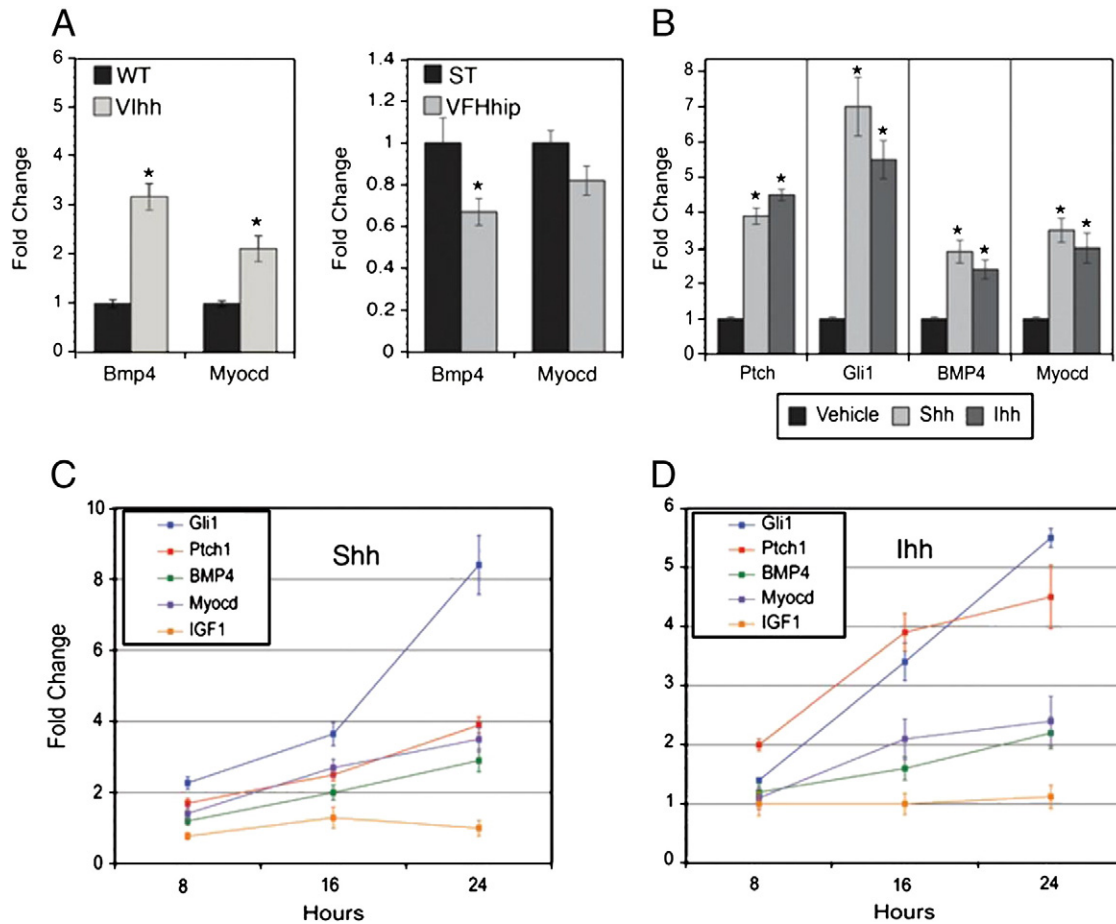 A
B
Fold Change
6
5
4
3
2
1
0
WT
VIhh
★
★
Bmp4
Myocd
Fold Change
1.4
1.2
1
0.8
0.6
0.4
0.2
0
ST
VFHhip
★
Bmp4
Myocd
Fold Change
8
7
6
5
4
3
2
1
0
★ ★
★ ★
★ ★
★ ★
Ptch
Gli1
BMP4
Myocd
Vehicle Shh Ihh
C
Fold Change
10
8
6
4
2
0
Gli1
Ptch1
BMP4
Myocd
IGF1
Shh
8
16
24
Hours
D
6
5
4
3
2
1
0
Gli1
Ptch1
BMP4
Myocd
IGF1
Ihh
8
16
24
Hours